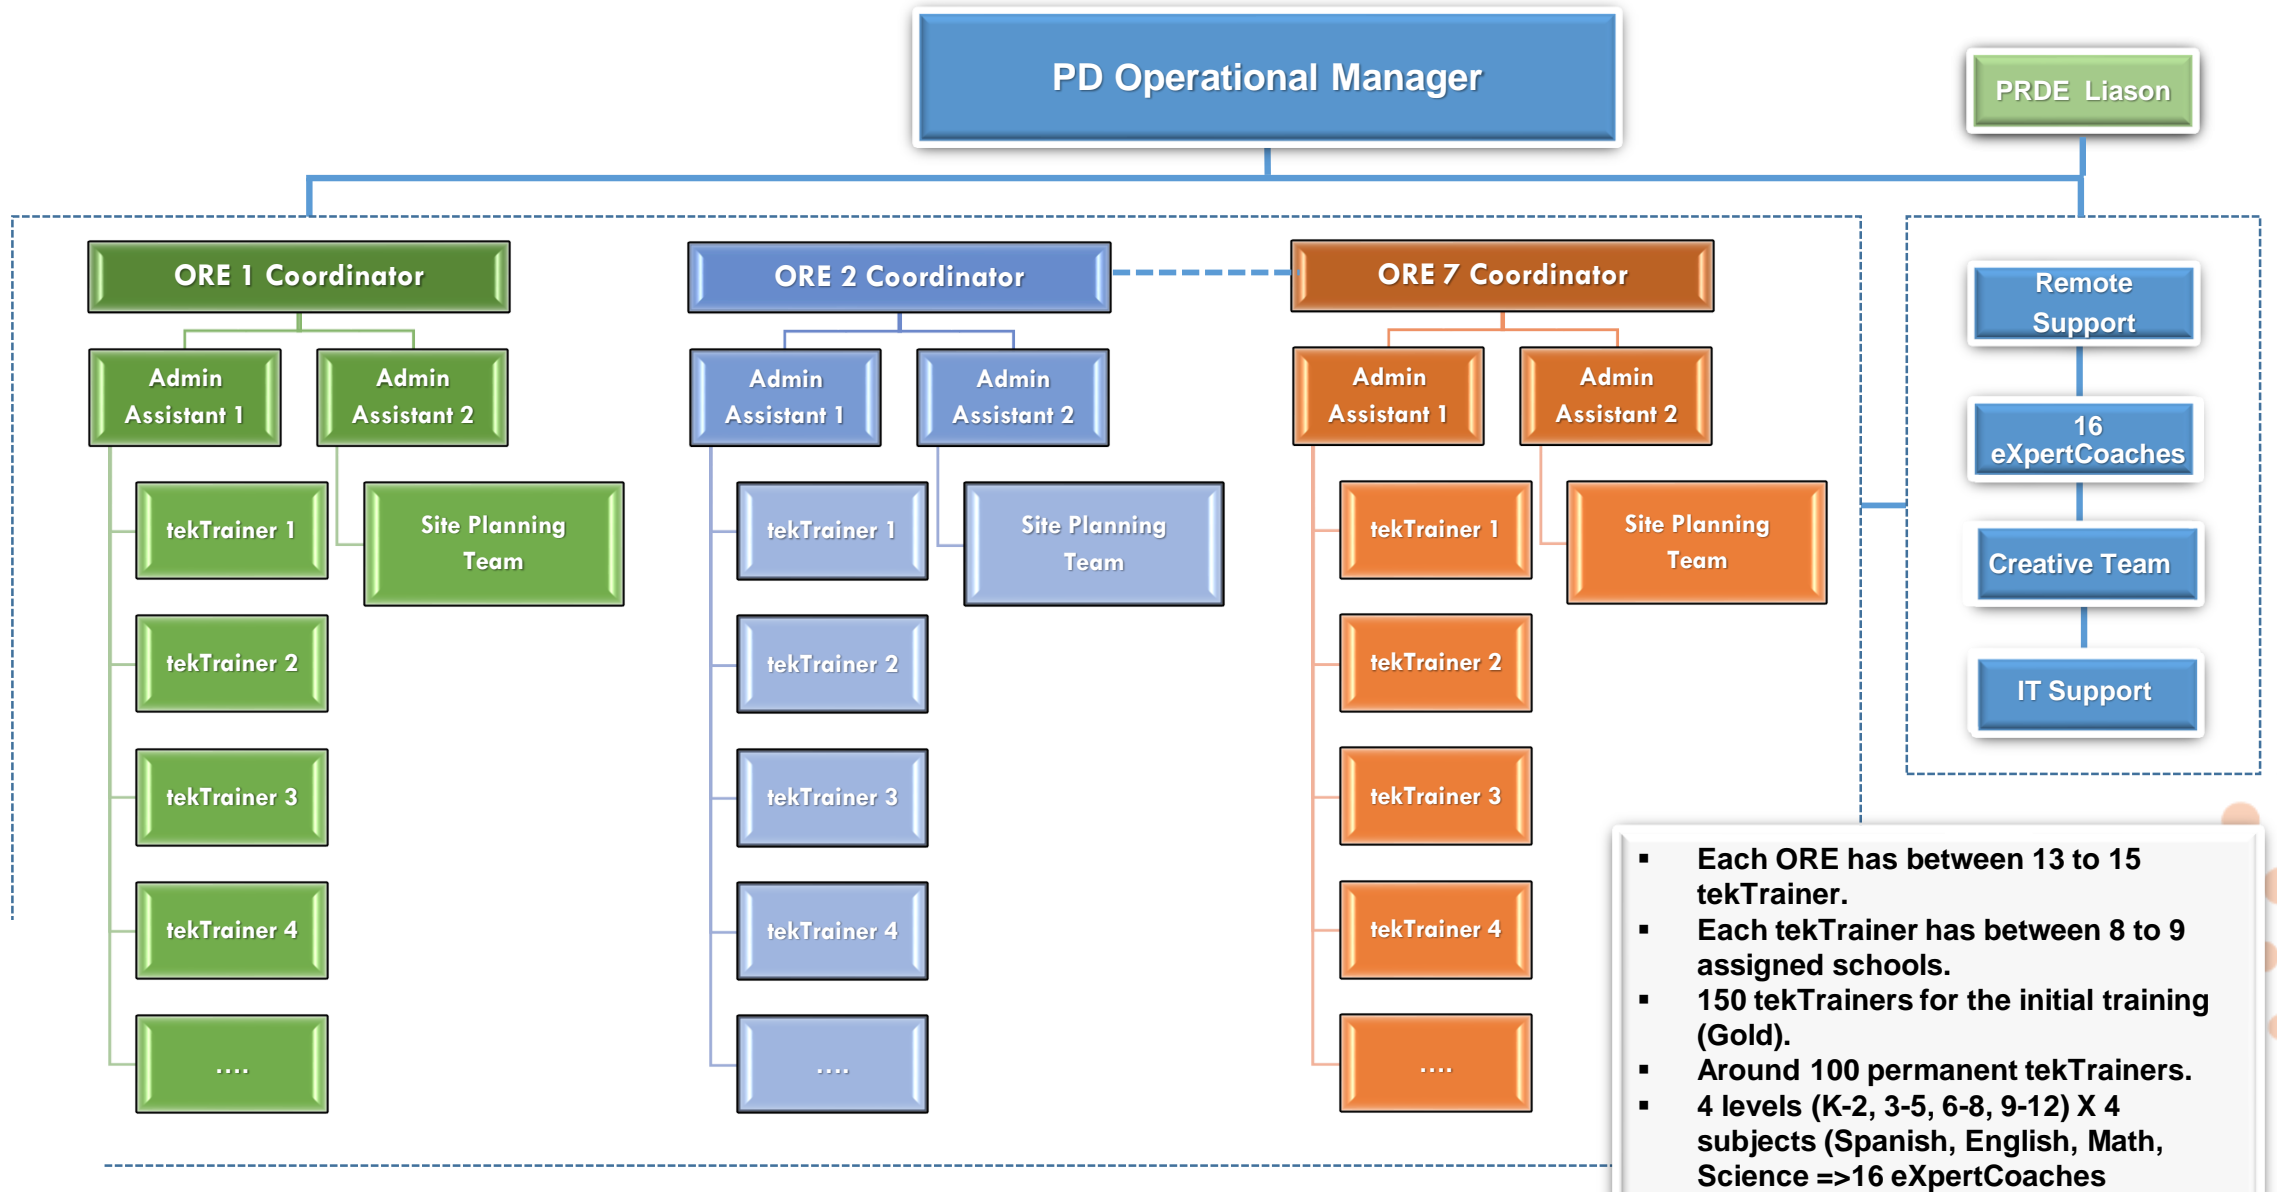 PD Operational Manager
PRDE Liason
ORE 1 Coordinator
Admin
Assistant 1
Admin
Assistant 2
tekTrainer 1
Site Planning
Team
tekTrainer 2
tekTrainer 3
tekTrainer 4
....
ORE 2 Coordinator
Admin
Assistant 1
Admin
Assistant 2
tekTrainer 1
Site Planning
Team
tekTrainer 2
tekTrainer 3
tekTrainer 4
....
ORE 7 Coordinator
Admin
Assistant 1
Admin
Assistant 2
tekTrainer 1
Site Planning
Team
tekTrainer 2
tekTrainer 3
tekTrainer 4
....
Remote
Support
16
eXpertCoaches
Creative Team
IT Support
▪ Each ORE has between 13 to 15
tekTrainer.
▪ Each tekTrainer has between 8 to 9
assigned schools.
▪ 150 tekTrainers for the initial training
(Gold).
▪ Around 100 permanent tekTrainers.
▪ 4 levels (K-2, 3-5, 6-8, 9-12) X 4
subjects (Spanish, English, Math,
Science =>16 eXpertCoaches